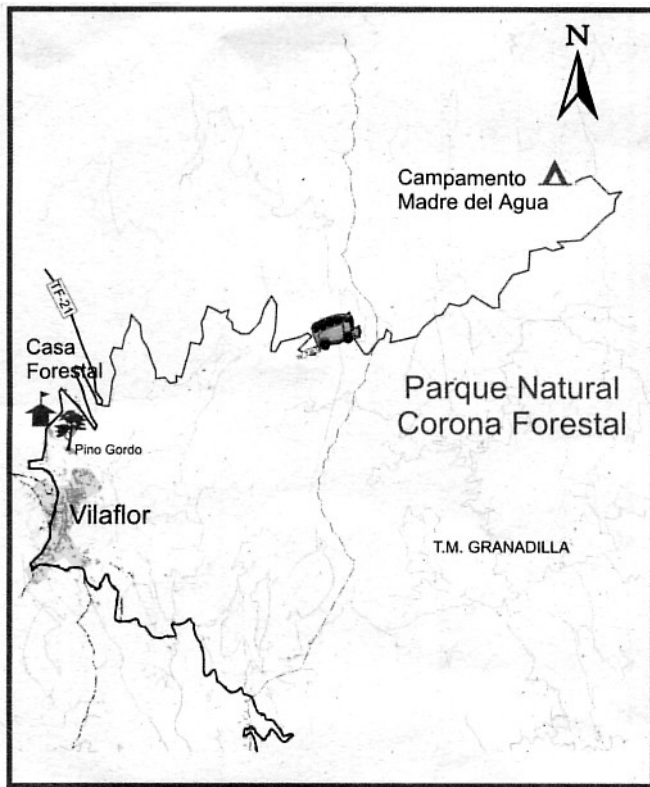 N
Campamento
Madre del Agua
TF-21
Casa
Forestal
Parque Natural
Corona Forestal
Pino Gordo
Vilaflor
T.M. GRANADILLA